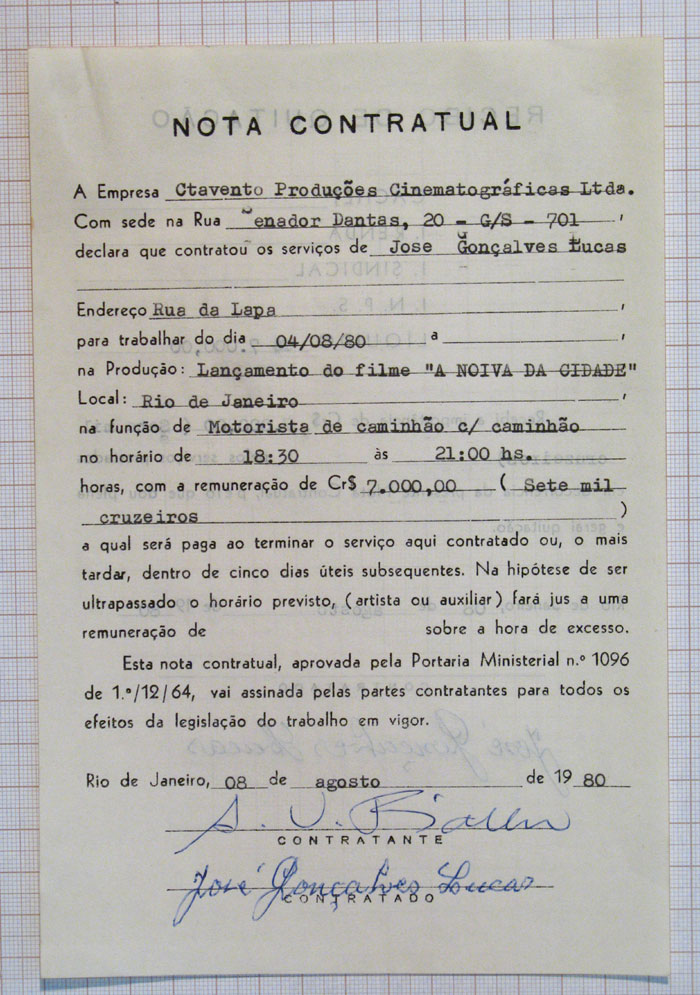 NOTA CONTRATUAL
A Empresa Ctavento Produções Cinematográficas Ltda.
Com sede na Rua Senador Dantas, 20 - G/S - 701 ,
declara que contratou os serviços de Jose Gonçalves Lucas
Endereço Rua da Lapa ,
para trabalhar do dia 04/08/80 a ,
na Produção: Lançamento do filme "A NOIVA DA CIDADE"
Local: Rio de Janeiro ,
na função de Motorista de caminhão c/ caminhão
no horário de 18:30 às 21:00 hs.
horas, com a remuneração de Cr$ 7.000,00 ( Sete mil
cruzeiros )
a qual será paga ao terminar o serviço aqui contratado ou, o mais
tardar, dentro de cinco dias úteis subsequentes. Na hipótese de ser
ultrapassado o horário previsto, (artista ou auxiliar) fará jus a uma
remuneração de sobre a hora de excesso.
Esta nota contratual, aprovada pela Portaria Ministerial n.º 1096
de 1.º/12/64, vai assinada pelas partes contratantes para todos os
efeitos da legislação do trabalho em vigor.
Rio de Janeiro, 08 de agosto de 19 80
CONTRATANTE
José Gonçalves Lucas
CONTRATADO